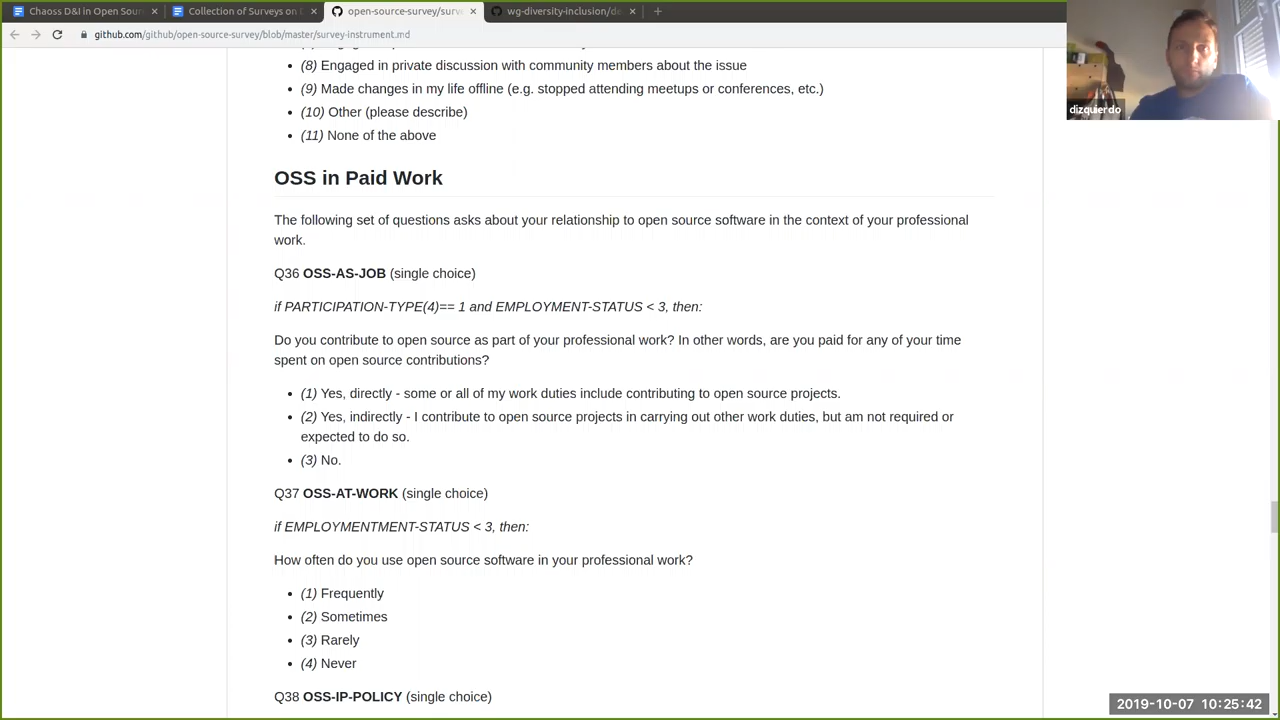 Chaoss D&I in Open Sour
Collection of Surveys on
open-source-survey/surv
wg-diversity-inclusion/de
github.com/github/open-source-survey/blob/master/survey-instrument.md
dizquierdo
(8) Engaged in private discussion with community members about the issue
(9) Made changes in my life offline (e.g. stopped attending meetups or conferences, etc.)
(10) Other (please describe)
(11) None of the above
OSS in Paid Work
The following set of questions asks about your relationship to open source software in the context of your professional
work.
Q36 OSS-AS-JOB (single choice)
if PARTICIPATION-TYPE(4)== 1 and EMPLOYMENT-STATUS < 3, then:
Do you contribute to open source as part of your professional work? In other words, are you paid for any of your time
spent on open source contributions?
(1) Yes, directly - some or all of my work duties include contributing to open source projects.
(2) Yes, indirectly - I contribute to open source projects in carrying out other work duties, but am not required or
expected to do so.
(3) No.
Q37 OSS-AT-WORK (single choice)
if EMPLOYMENTMENT-STATUS < 3, then:
How often do you use open source software in your professional work?
(1) Frequently
(2) Sometimes
(3) Rarely
(4) Never
Q38 OSS-IP-POLICY (single choice)
2019-10-07 10:25:42